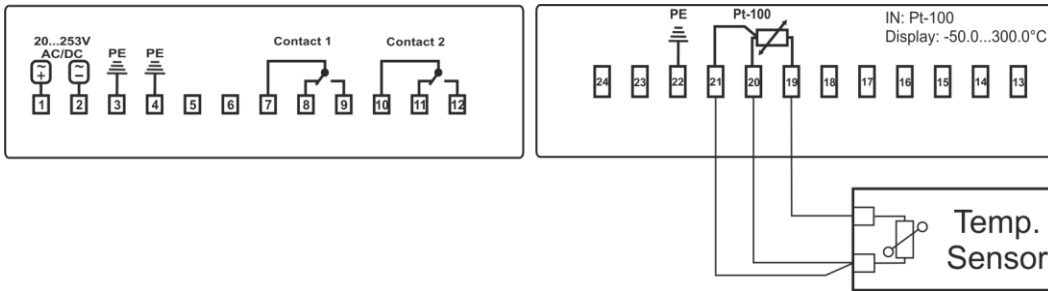 20...253V
AC/DC
PE PE
Contact 1 Contact 2
+ −
1 2 3 4 5 6 7 8 9 10 11 12
PE Pt-100
IN: Pt-100
Display: -50.0...300.0°C
24 23 22 21 20 19 18 17 16 15 14 13
Temp.
Sensor